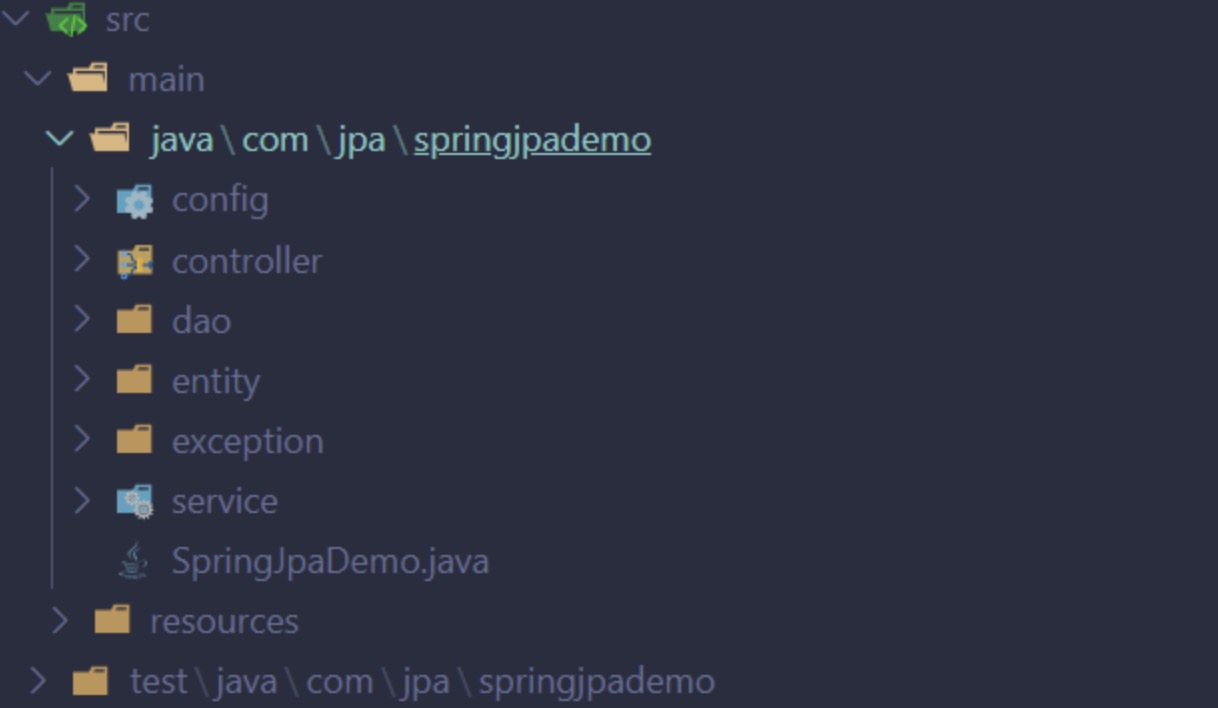 src
main
java\com\jpa\springjpademo
config
controller
dao
entity
exception
service
SpringJpaDemo.java
resources
test\java\com\jpa\springjpademo